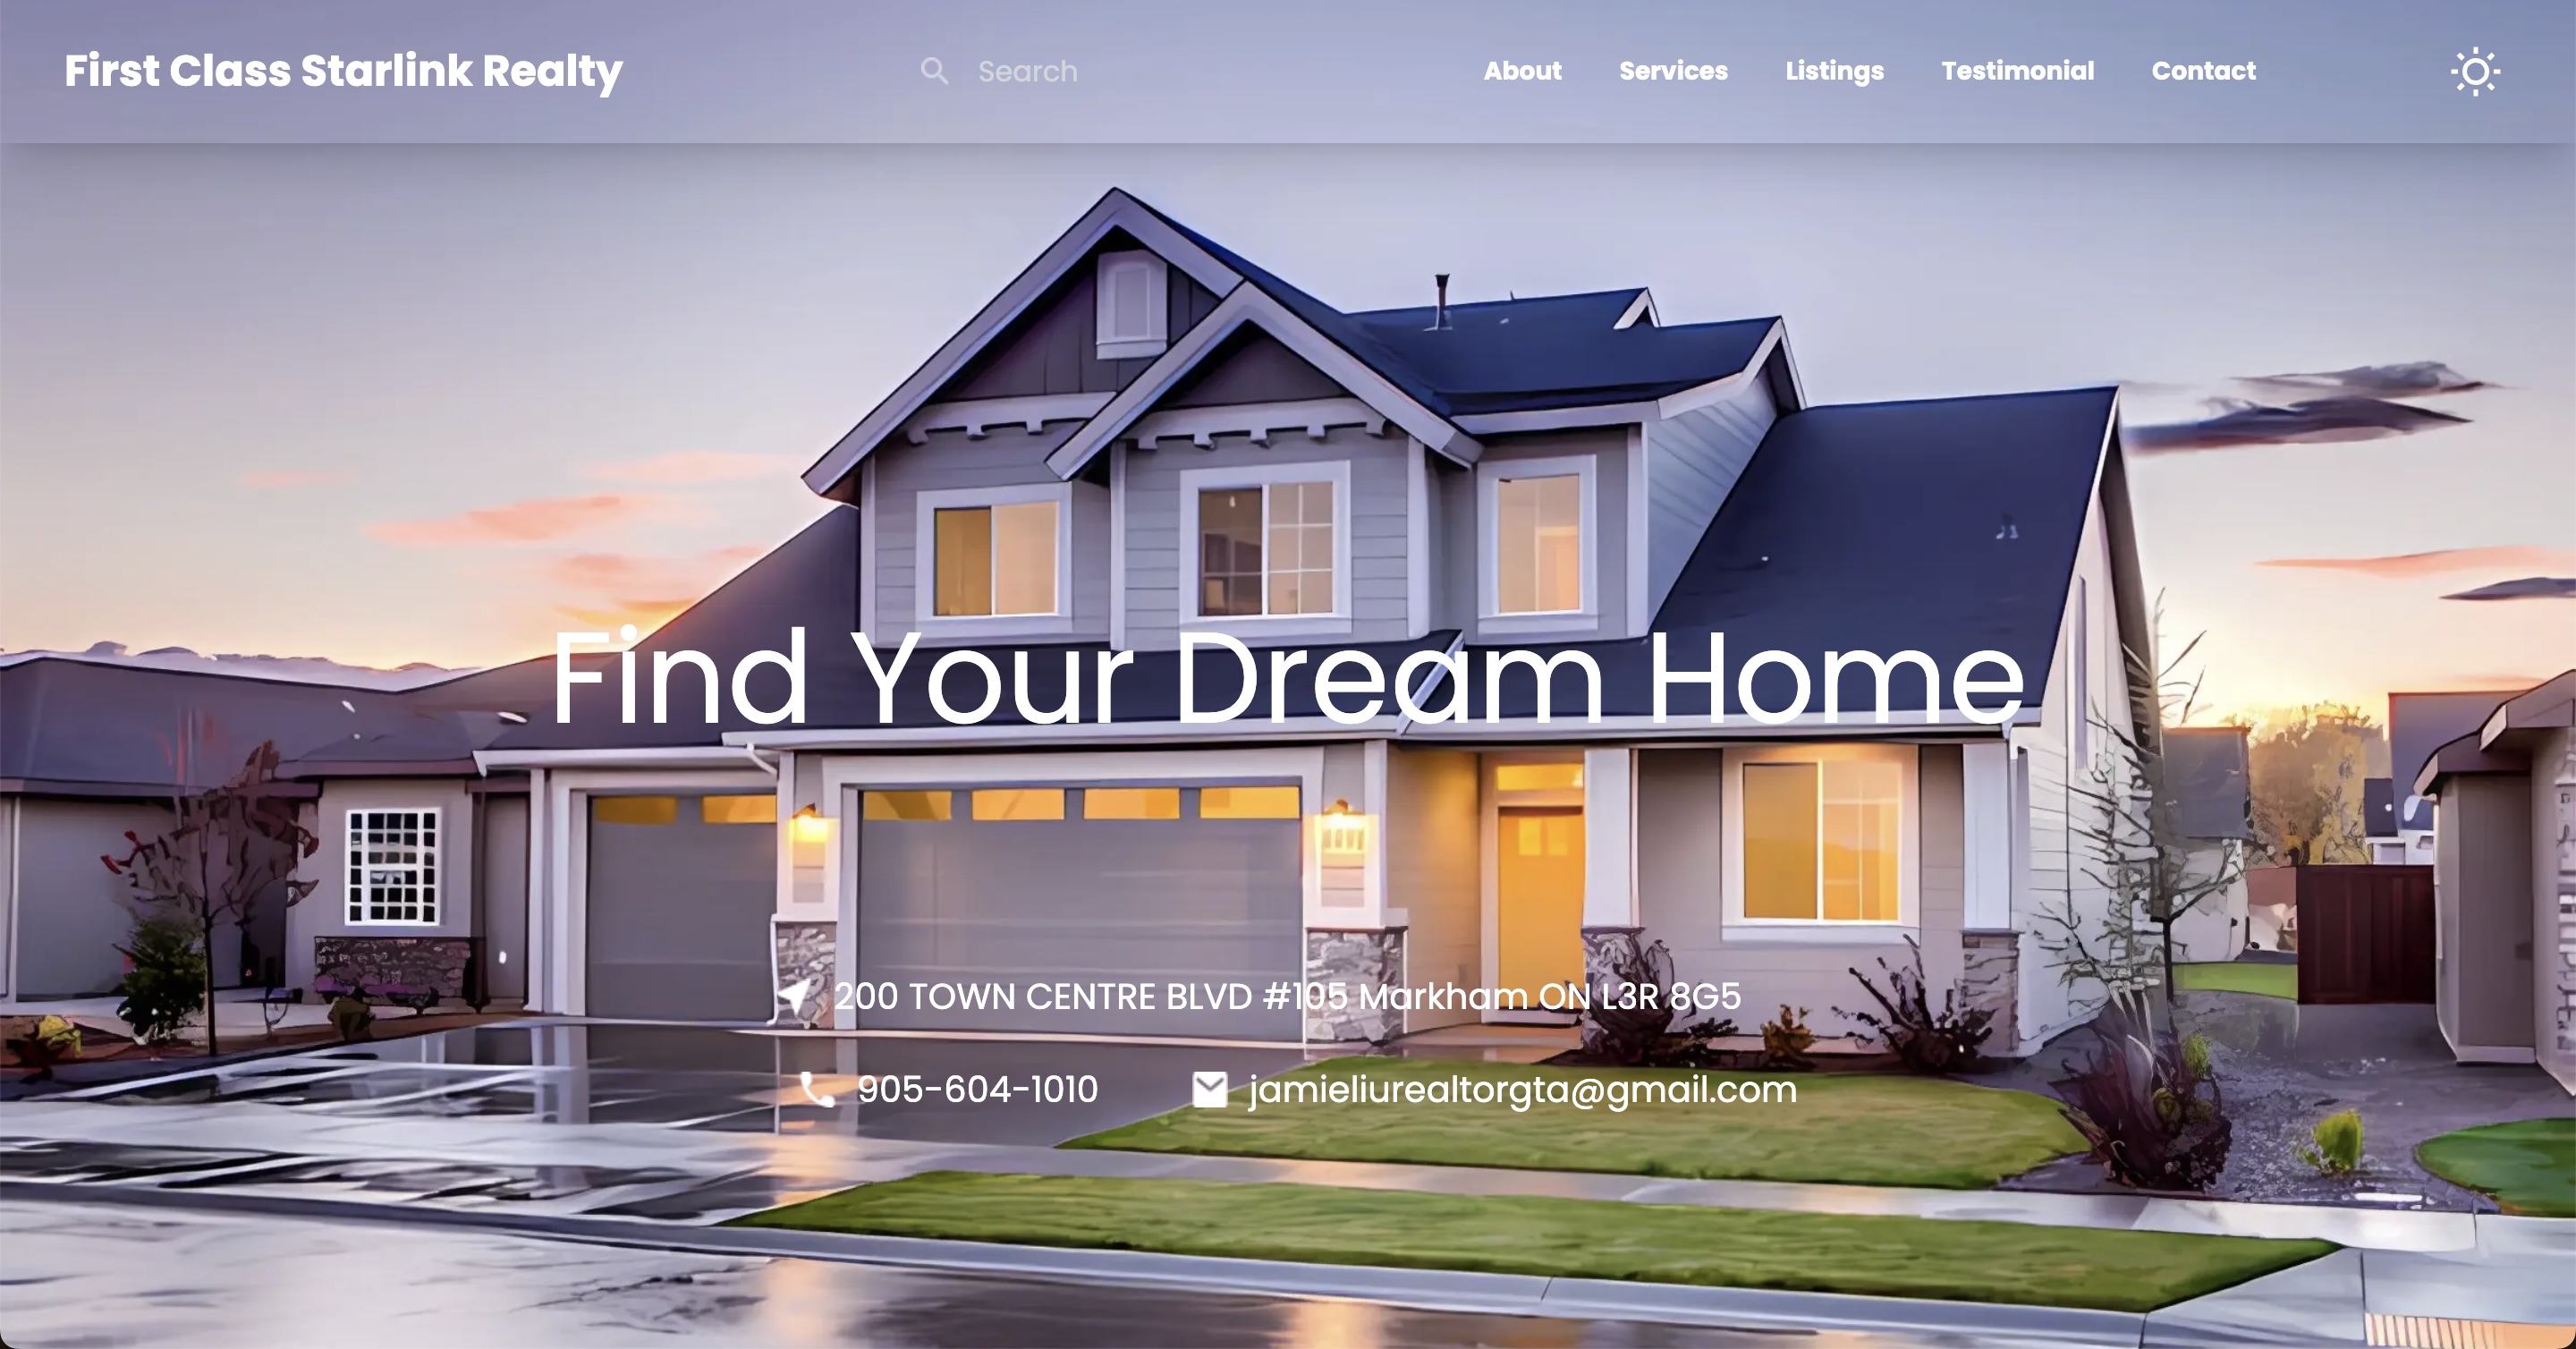 First Class Starlink Realty
Search
About Services Listings Testimonial Contact
Find Your Dream Home
200 TOWN CENTRE BLVD #105 Markham ON L3R 8G5
905-604-1010 jamieliurealtorgta@gmail.com